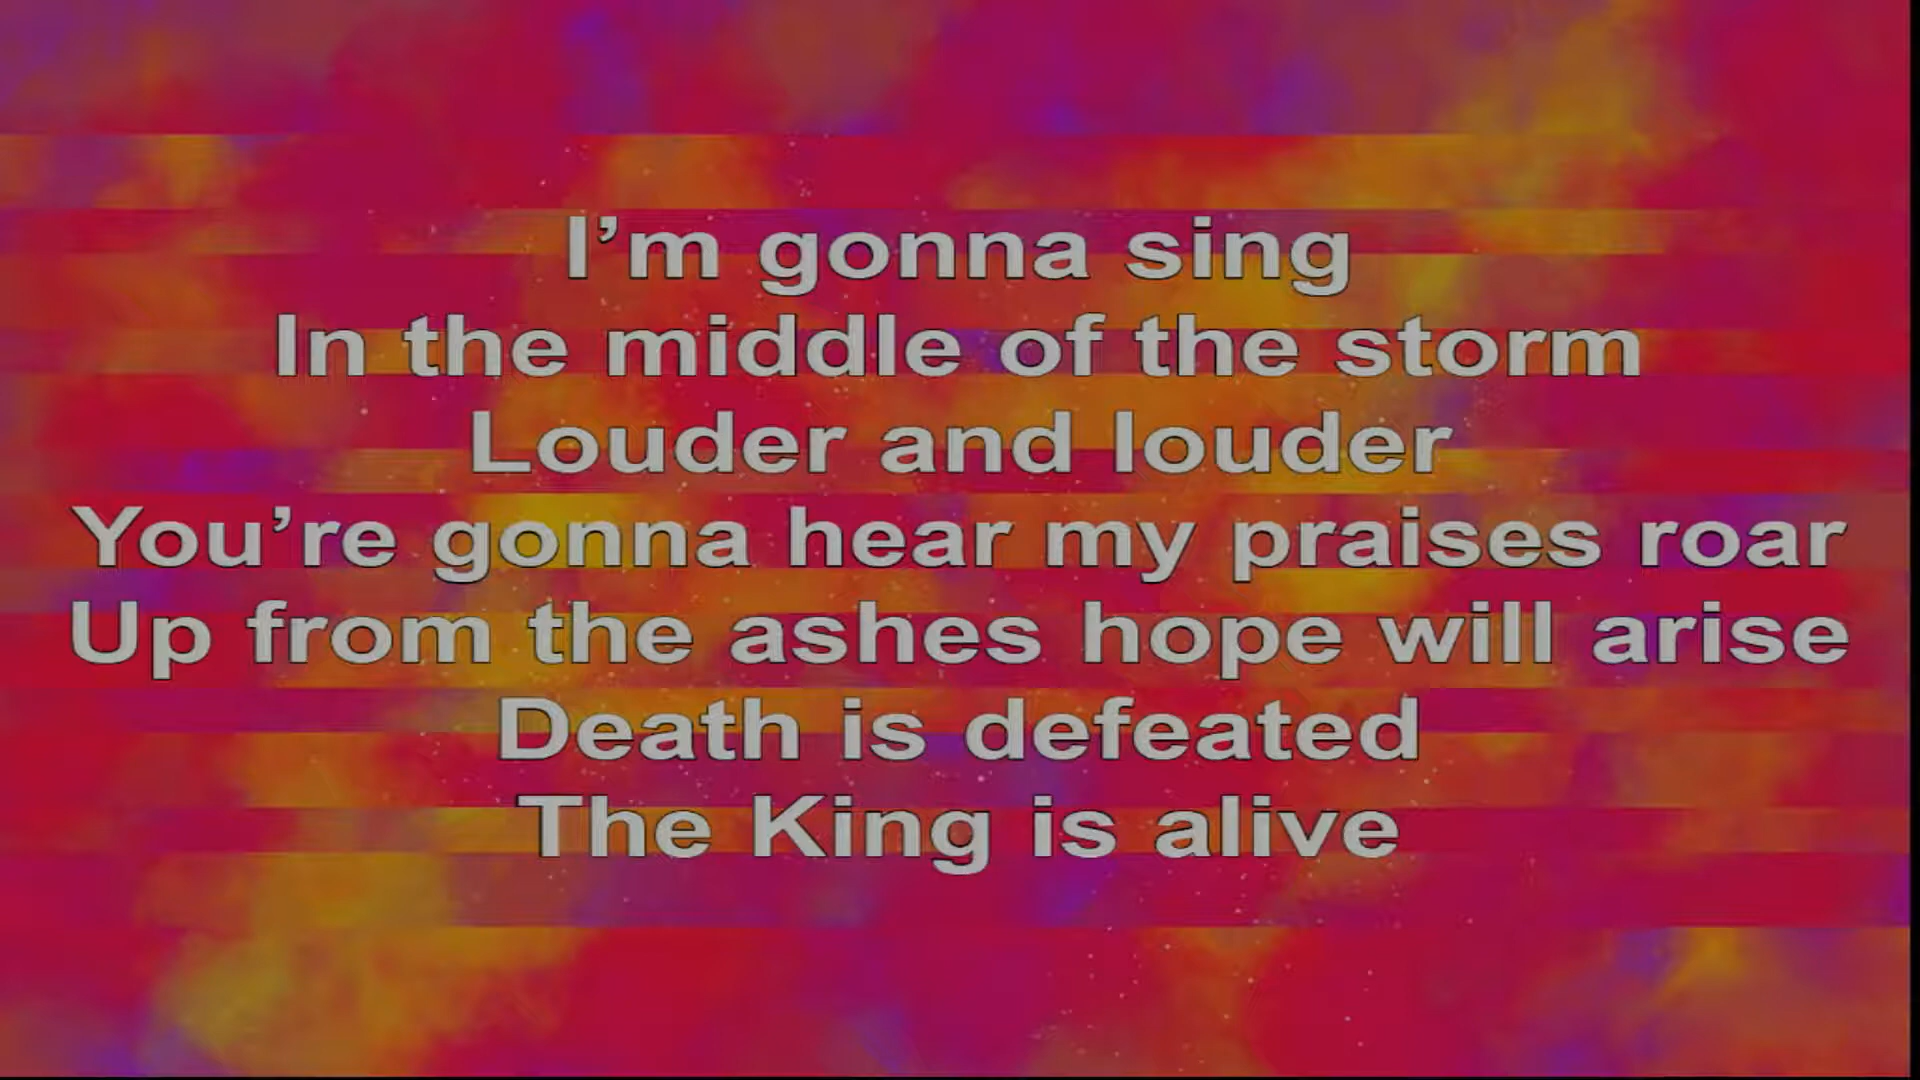 I’m gonna sing
In the middle of the storm
Louder and louder
You’re gonna hear my praises roar
Up from the ashes hope will arise
Death is defeated
The King is alive